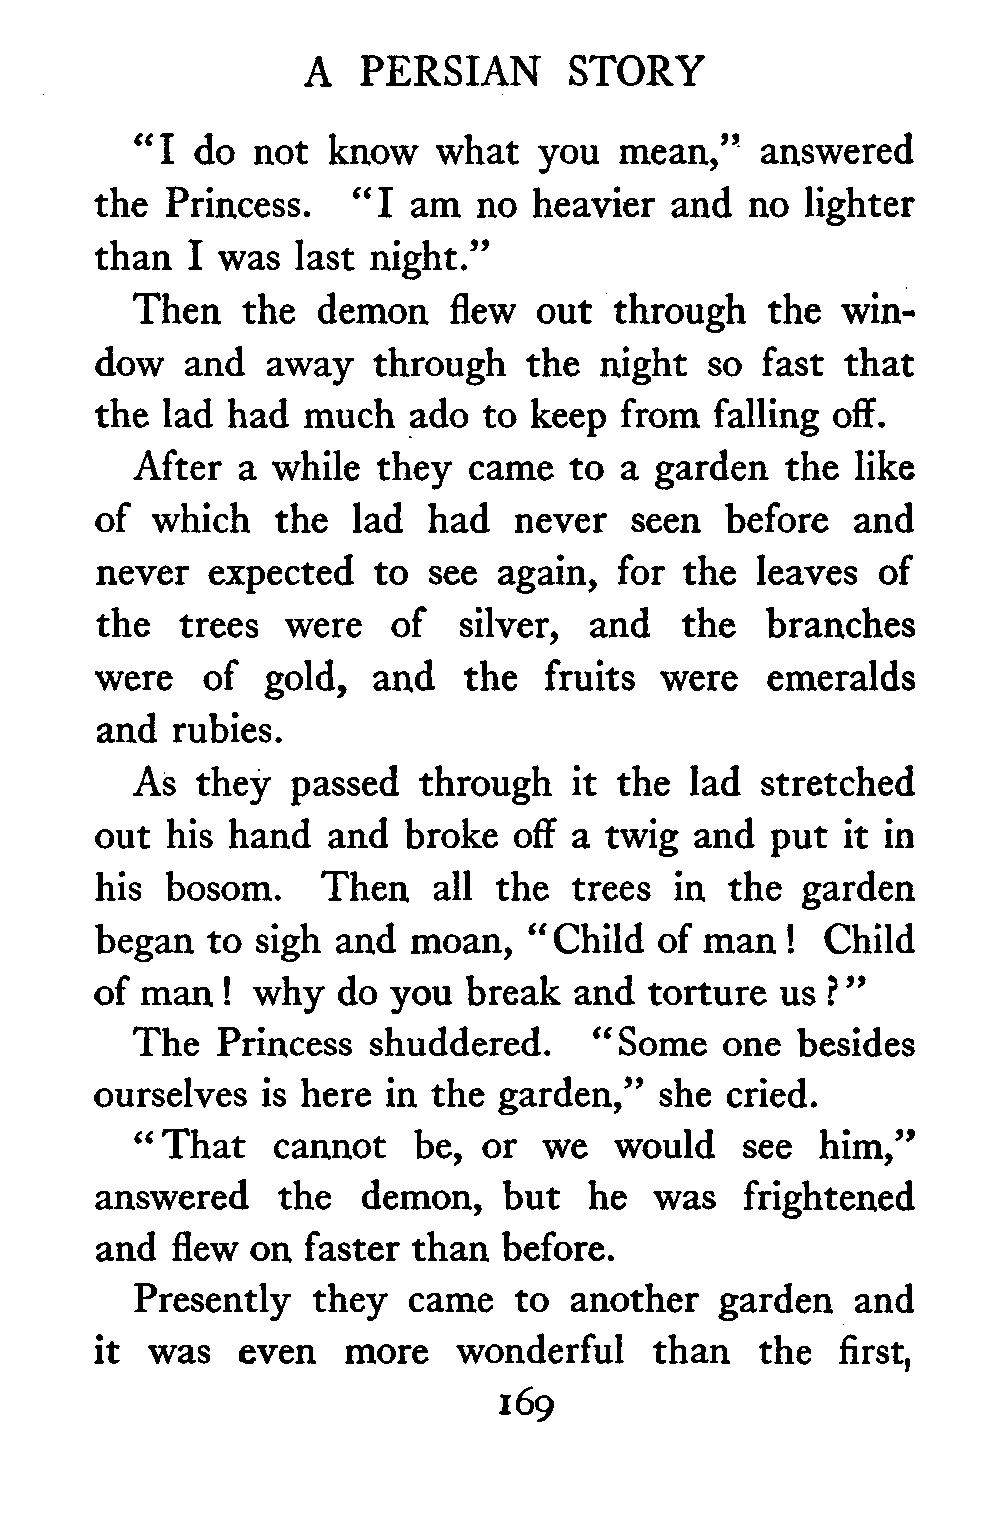 A PERSIAN STORY
"I do not know what you mean," answered
the Princess. "I am no heavier and no lighter
than I was last night."
Then the demon flew out through the win-
dow and away through the night so fast that
the lad had much ado to keep from falling off.
After a while they came to a garden the like
of which the lad had never seen before and
never expected to see again, for the leaves of
the trees were of silver, and the branches
were of gold, and the fruits were emeralds
and rubies.
As they passed through it the lad stretched
out his hand and broke off a twig and put it in
his bosom. Then all the trees in the garden
began to sigh and moan, "Child of man! Child
of man! why do you break and torture us?"
The Princess shuddered. "Some one besides
ourselves is here in the garden," she cried.
"That cannot be, or we would see him,"
answered the demon, but he was frightened
and flew on faster than before.
Presently they came to another garden and
it was even more wonderful than the first,
169